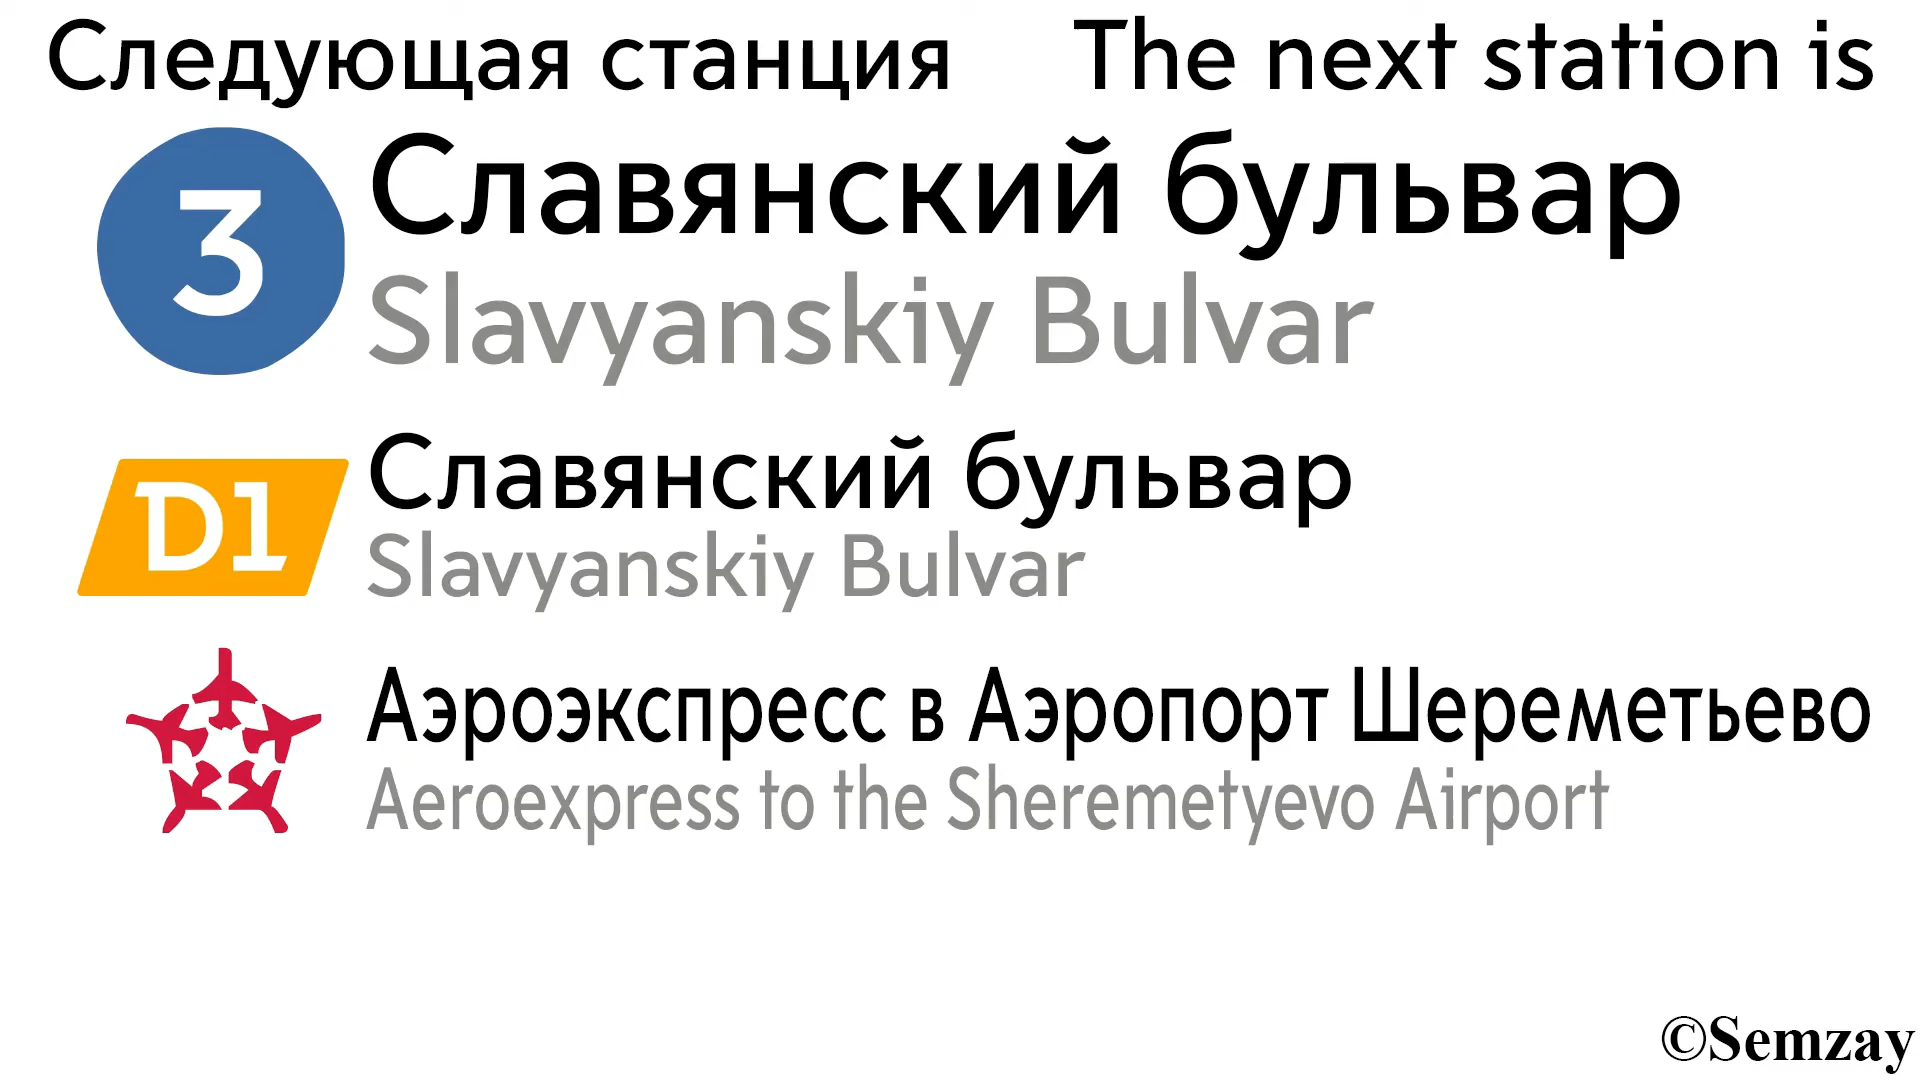 Следующая станция The next station is
3 Славянский бульвар
Slavyanskiy Bulvar
D1 Славянский бульвар
Slavyanskiy Bulvar
Аэроэкспресс в Аэропорт Шереметьево
Aeroexpress to the Sheremetyevo Airport
©Semzay